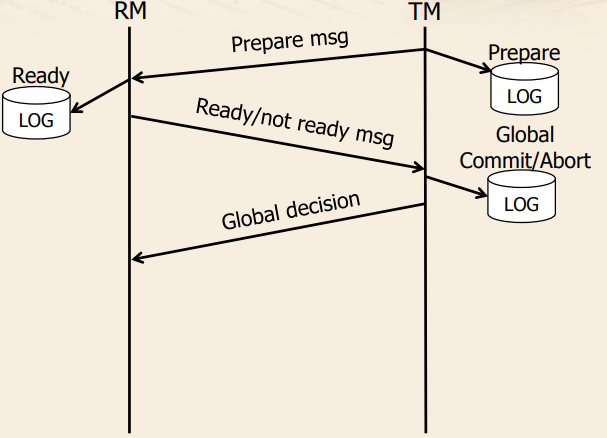 RM
TM
Prepare msg
Prepare
LOG
Ready
LOG
Ready/not ready msg
Global
Commit/Abort
LOG
Global decision